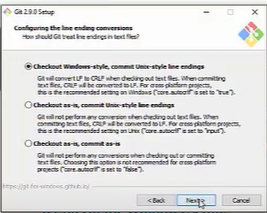 Git 2.9.0 Setup
Configuring the line ending conversions
How should Git treat line endings in text files?
Checkout Windows-style, commit Unix-style line endings
Git will convert LF to CRLF when checking out text files. When committing
text files, CRLF will be converted to LF. For cross-platform projects,
this is the recommended setting on Windows ("core.autocrlf" is set to "true").
Checkout as-is, commit Unix-style line endings
Git will not perform any conversion when checking out text files. When
committing text files, CRLF will be converted to LF. For cross-platform projects,
this is the recommended setting on Unix ("core.autocrlf" is set to "input").
Checkout as-is, commit as-is
Git will not perform any conversions when checking out or committing
text files. Choosing this option is not recommended for cross-platform
projects ("core.autocrlf" is set to "false").
https://git-for-windows.github.io/
< Back
Next >
Cancel